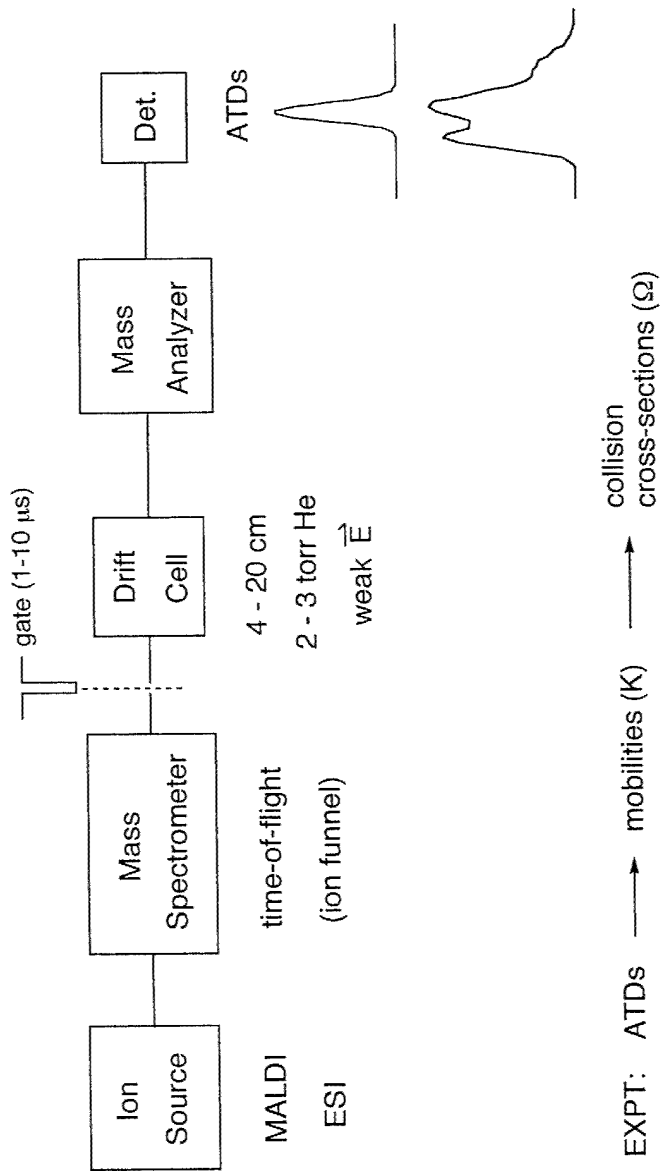 gate (1-10 μs)
Ion
Source
Mass
Spectrometer
Drift
Cell
Mass
Analyzer
Det.
MALDI
ESI
time-of-flight
(ion funnel)
4 - 20 cm
2 - 3 torr He
weak E⃗
ATDs
EXPT: ATDs → mobilities (K) → collision
cross-sections (Ω)